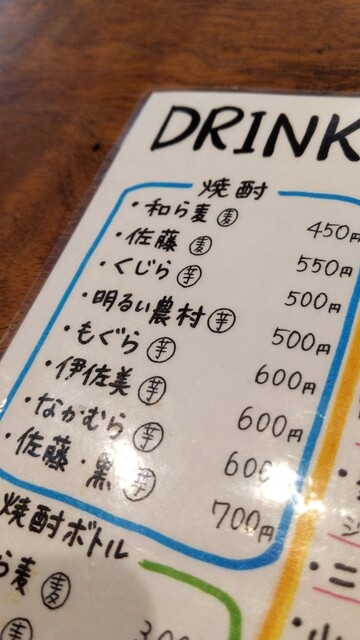 DRINK
焼酎
・和ら麦 麦 450円
・佐藤 麦 550円
・くじら 芋 500円
・明るい農村 芋 500円
・もぐら 芋 600円
・伊佐美 芋 600円
・なかむら 芋 600
・佐藤・黒 芋 700円
焼酎ボトル
ら麦 麦